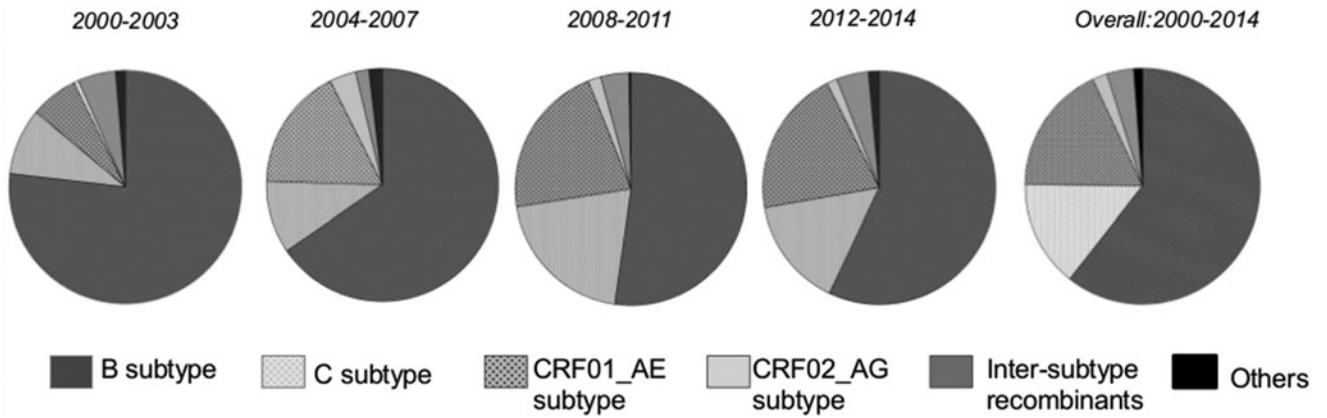 2000-2003
2004-2007
2008-2011
2012-2014
Overall:2000-2014
B subtype
C subtype
CRF01_AE
subtype
CRF02_AG
subtype
Inter-subtype
recombinants
Others